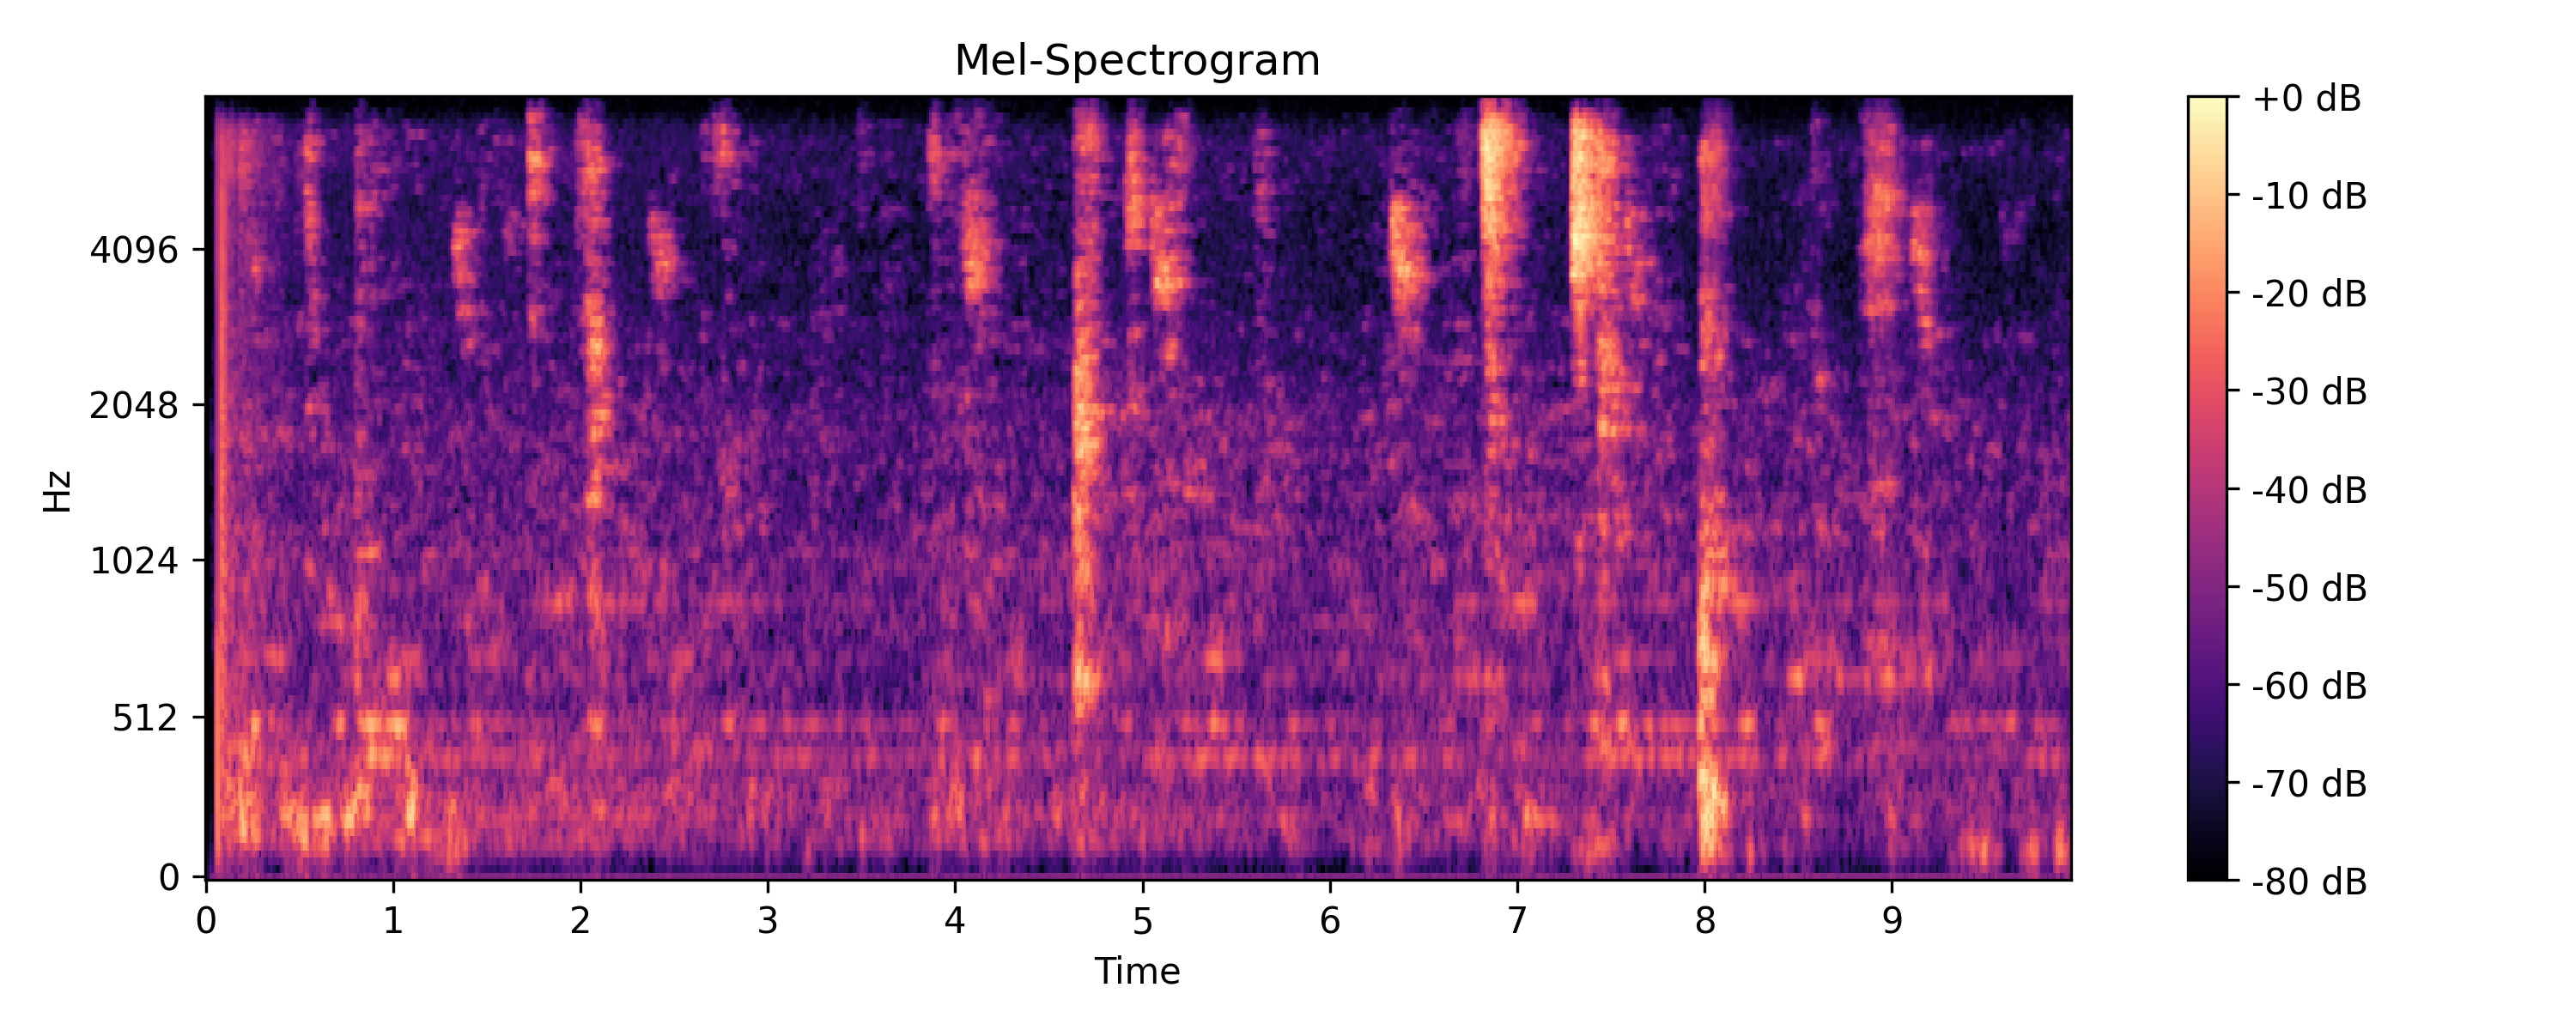 Mel-Spectrogram
Hz
4096
2048
1024
512
0
0 1 2 3 4 5 6 7 8 9
Time
+0 dB
-10 dB
-20 dB
-30 dB
-40 dB
-50 dB
-60 dB
-70 dB
-80 dB